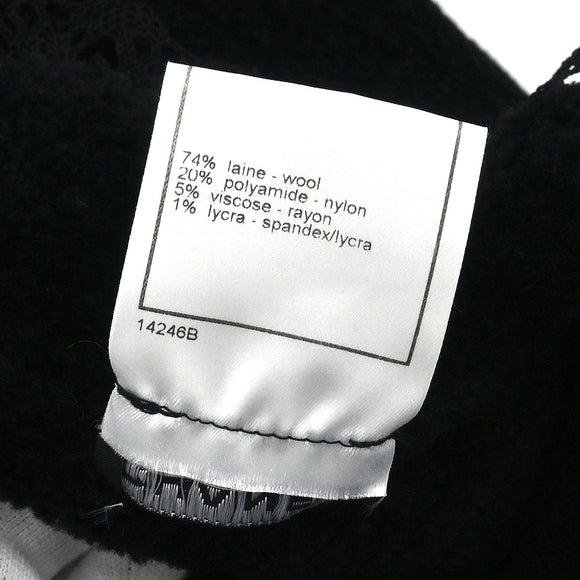 74% laine - wool
20% polyamide - nylon
5% viscose - rayon
1% lycra - spandex/lycra
14246B